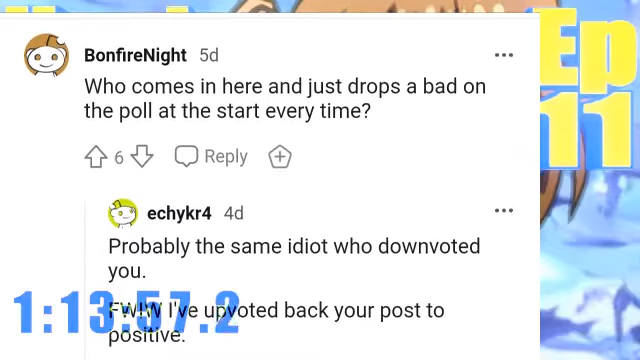 Ep
11
BonfireNight 5d
Who comes in here and just drops a bad on
the poll at the start every time?
6 Reply
echykr4 4d
Probably the same idiot who downvoted
you.
FWIW I've upvoted back your post to
positive.
1:13:57.2